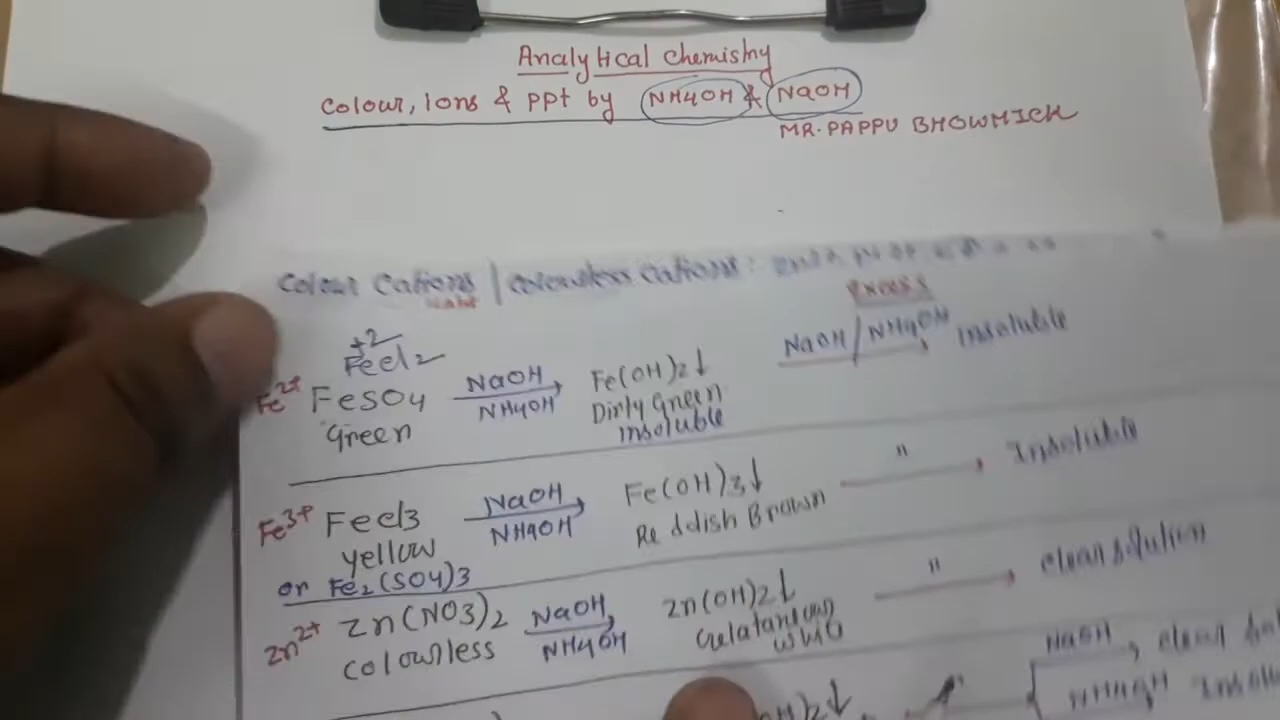 Analytical chemistry
Colour, Ions & ppt by NH4OH & NaOH
MR. PAPPU BHOWMICK
Colour Cations | Colourless Cations:
Excess
+2
FeCl2
Fe2+ FeSO4 NaOH Fe(OH)2↓ NaOH/NH4OH Insoluble
Green NH4OH Dirty Green
insoluble
Fe3+ FeCl3 NaOH Fe(OH)3↓ " Insoluble
yellow NH4OH Reddish Brown
or Fe2(SO4)3
Zn2+ Zn(NO3)2 NaOH Zn(OH)2↓ " clear solution
colourless NH4OH
NaOH, clear
OH)2↓ NH4OH